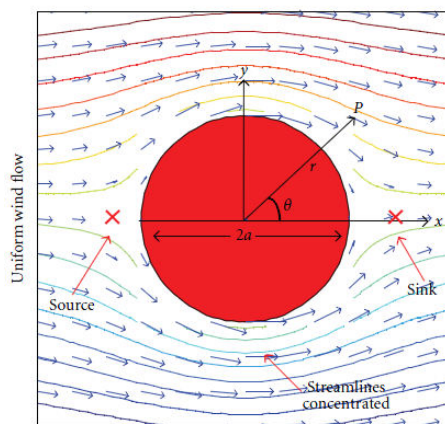 y
P
r
θ
x
2a
Uniform wind flow
Source
Sink
Streamlines
concentrated